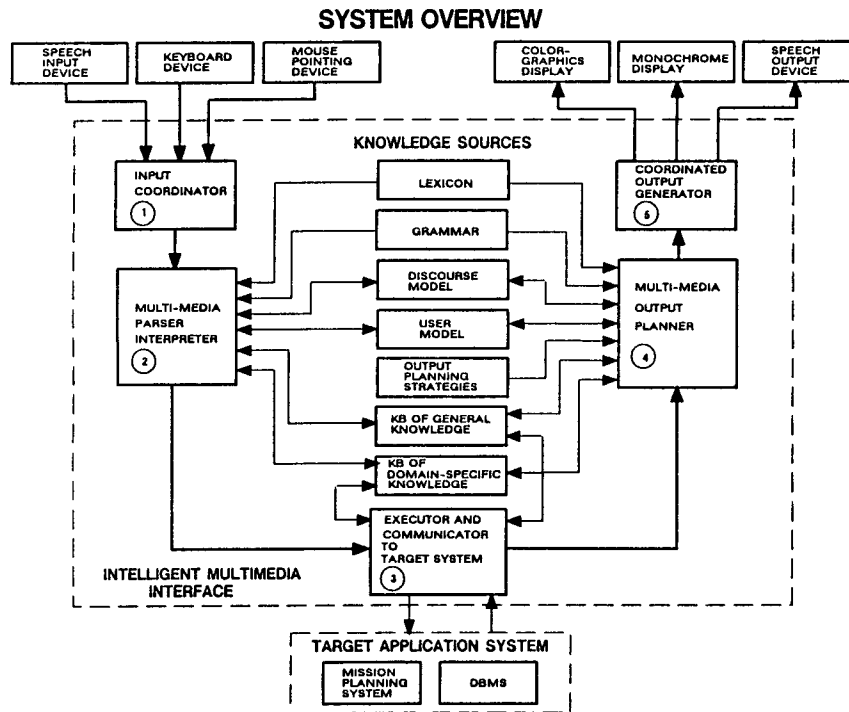 SYSTEM OVERVIEW
SPEECH
INPUT
DEVICE
KEYBOARD
DEVICE
MOUSE
POINTING
DEVICE
COLOR-
GRAPHICS
DISPLAY
MONOCHROME
DISPLAY
SPEECH
OUTPUT
DEVICE
KNOWLEDGE SOURCES
INPUT
COORDINATOR
1
LEXICON
COORDINATED
OUTPUT
GENERATOR
5
GRAMMAR
MULTI-MEDIA
PARSER
INTERPRETER
2
DISCOURSE
MODEL
USER
MODEL
OUTPUT
PLANNING
STRATEGIES
MULTI-MEDIA
OUTPUT
PLANNER
4
KB OF GENERAL
KNOWLEDGE
KB OF
DOMAIN-SPECIFIC
KNOWLEDGE
EXECUTOR AND
COMMUNICATOR
TO
TARGET SYSTEM
3
INTELLIGENT MULTIMEDIA
INTERFACE
TARGET APPLICATION SYSTEM
MISSION
PLANNING
SYSTEM
DBMS